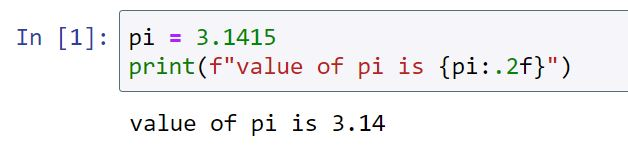 In [1]: pi = 3.1415
print(f"value of pi is {pi:.2f}")
value of pi is 3.14